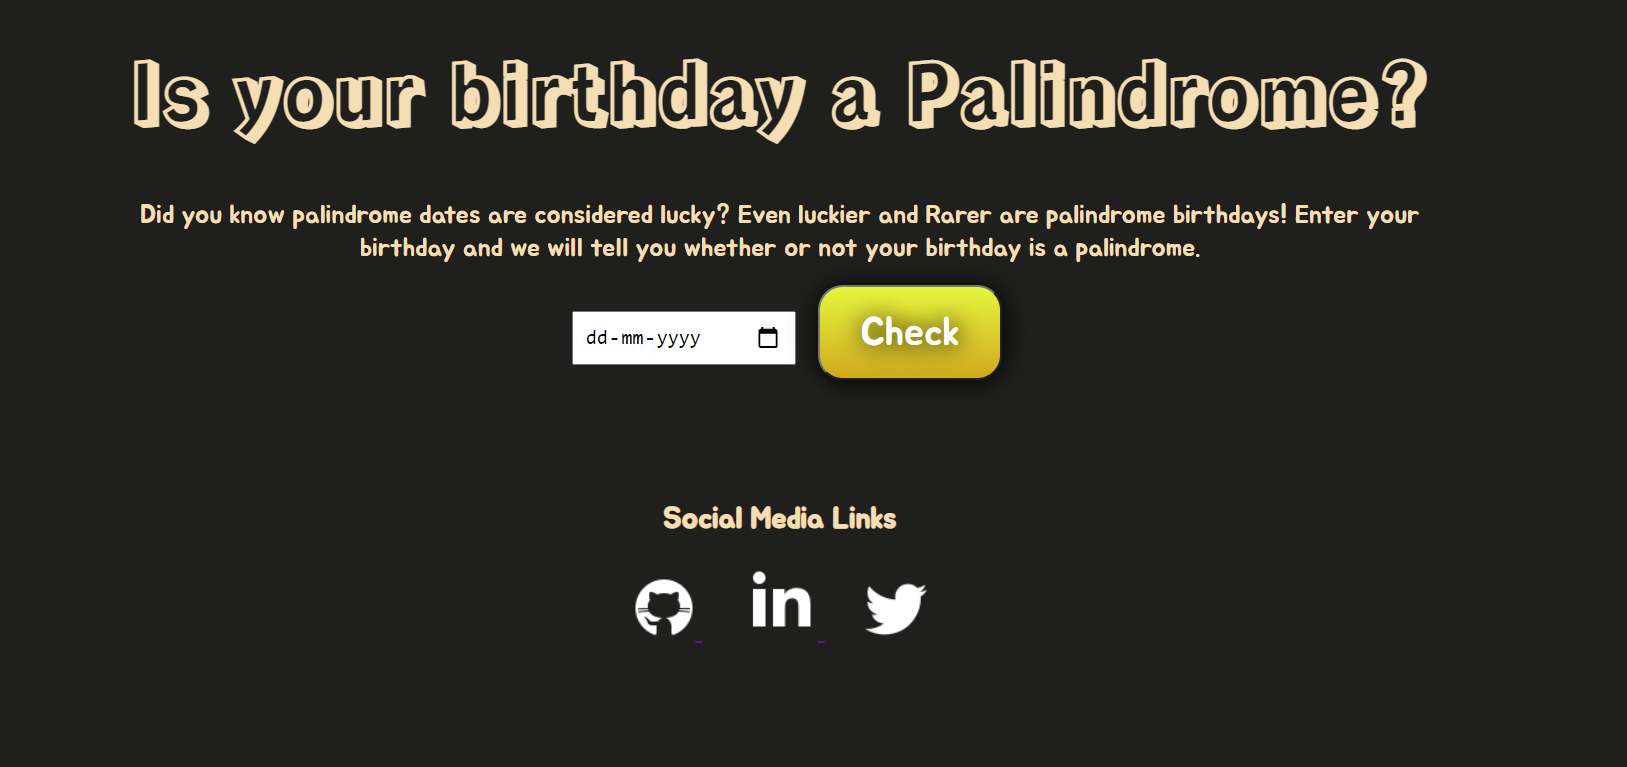 Is your birthday a Palindrome?
Did you know palindrome dates are considered lucky? Even luckier and Rarer are palindrome birthdays! Enter your
birthday and we will tell you whether or not your birthday is a palindrome.
dd-mm-yyyy
Check
Social Media Links
in